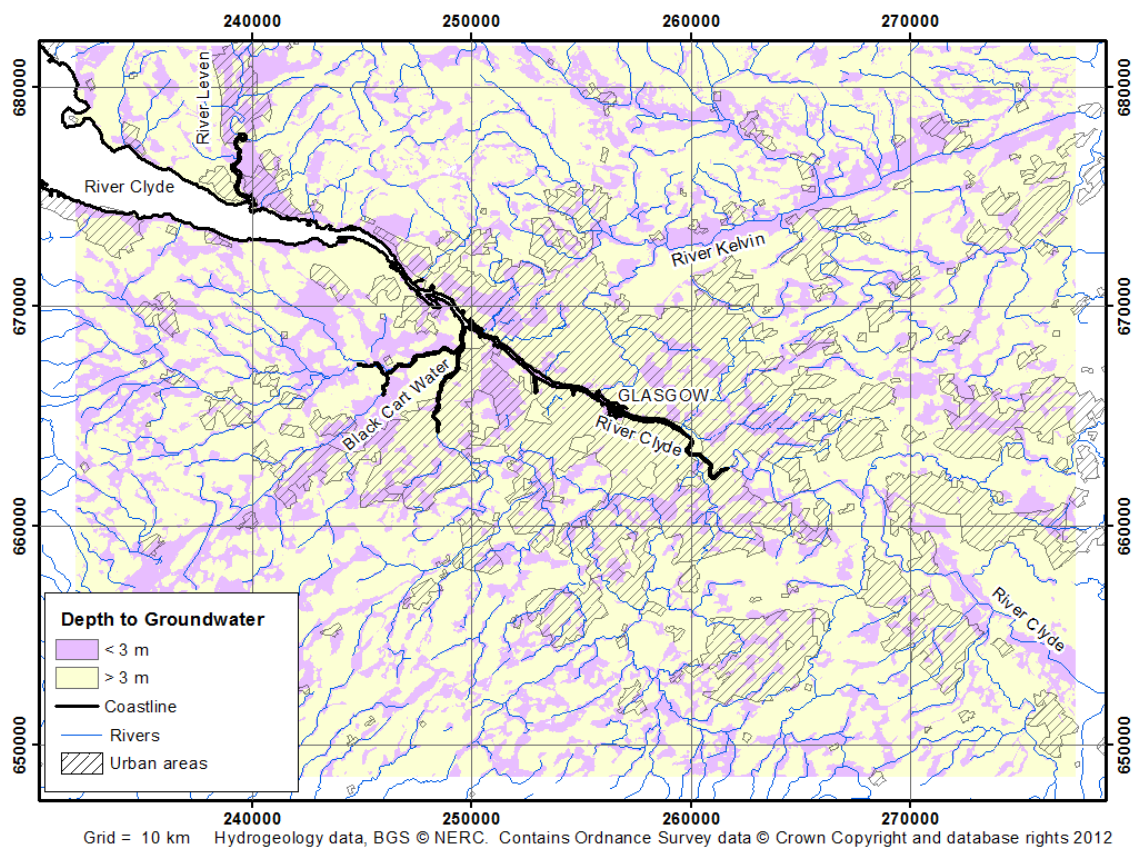 240000 250000 260000 270000
680000 680000
River Leven
River Clyde
River Kelvin
670000 670000
Black Cart Water
GLASGOW
River Clyde
660000 660000
River Clyde
Depth to Groundwater
< 3 m
> 3 m
Coastline
Rivers
Urban areas
650000 650000
240000 250000 260000 270000
Grid = 10 km Hydrogeology data, BGS © NERC. Contains Ordnance Survey data © Crown Copyright and database rights 2012